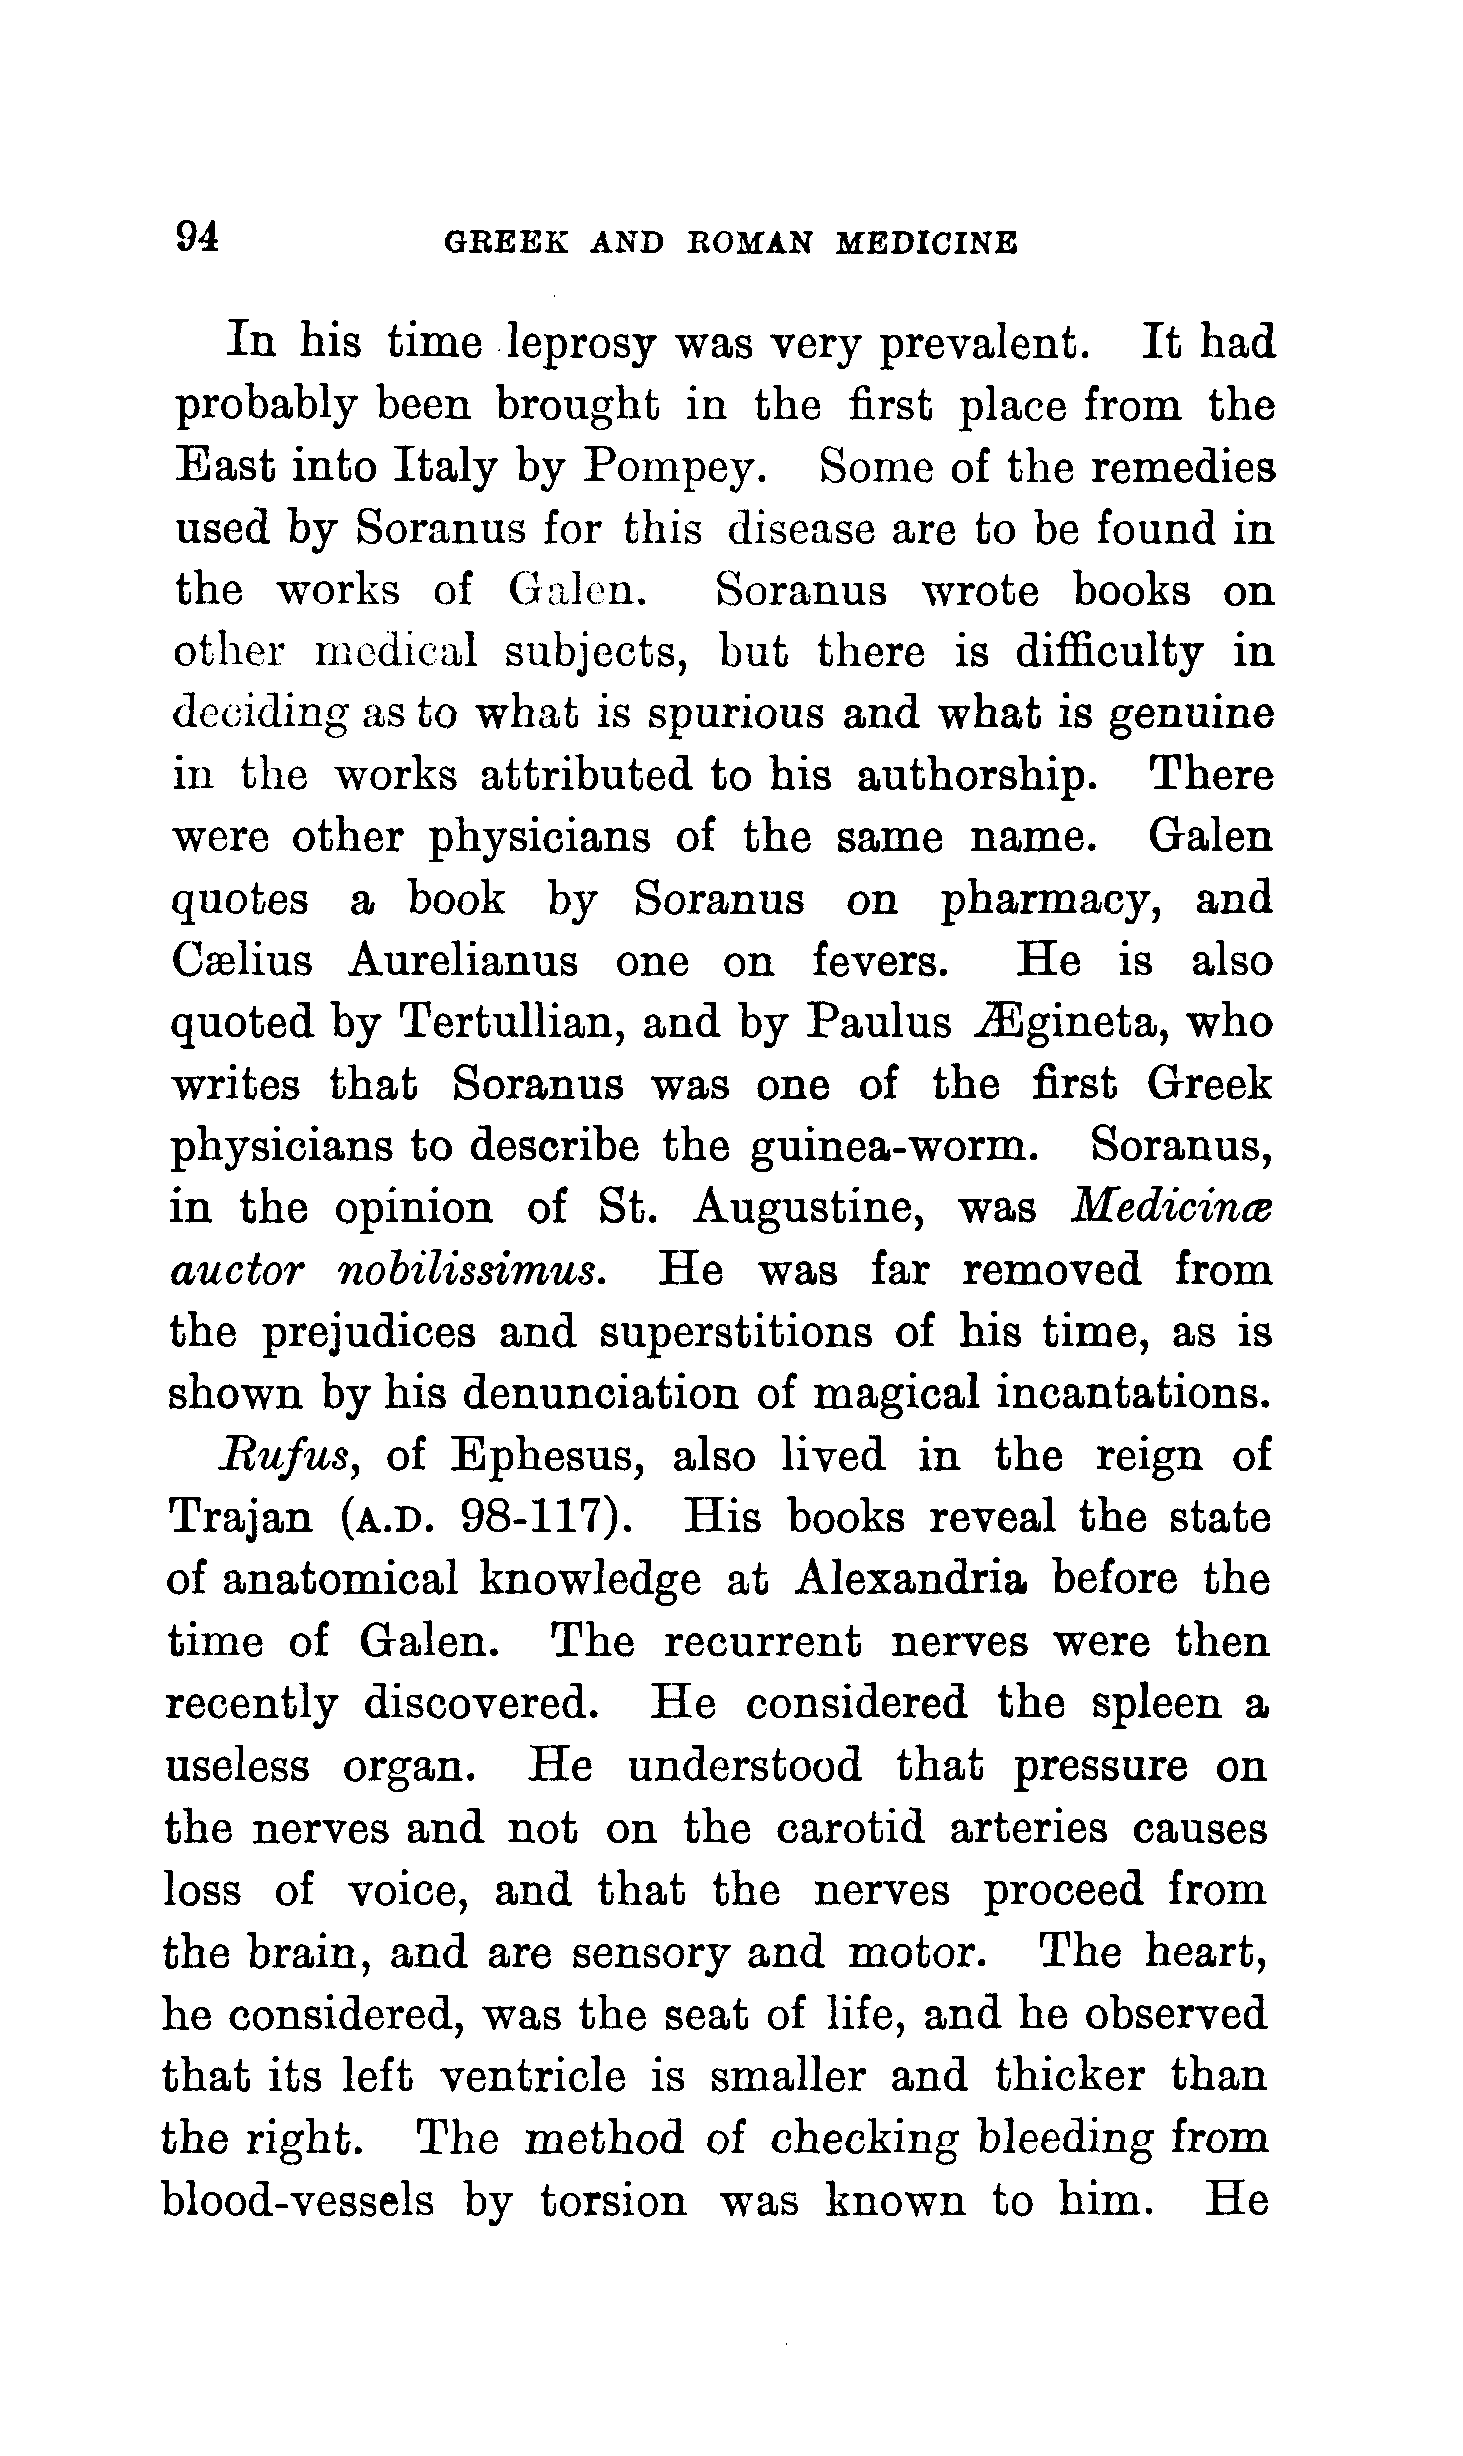 94 GREEK AND ROMAN MEDICINE
In his time leprosy was very prevalent. It had
probably been brought in the first place from the
East into Italy by Pompey. Some of the remedies
used by Soranus for this disease are to be found in
the works of Galen. Soranus wrote books on
other medical subjects, but there is difficulty in
deciding as to what is spurious and what is genuine
in the works attributed to his authorship. There
were other physicians of the same name. Galen
quotes a book by Soranus on pharmacy, and
Cælius Aurelianus one on fevers. He is also
quoted by Tertullian, and by Paulus Ægineta, who
writes that Soranus was one of the first Greek
physicians to describe the guinea-worm. Soranus,
in the opinion of St. Augustine, was Medicinæ
auctor nobilissimus. He was far removed from
the prejudices and superstitions of his time, as is
shown by his denunciation of magical incantations.
Rufus, of Ephesus, also lived in the reign of
Trajan (A.D. 98-117). His books reveal the state
of anatomical knowledge at Alexandria before the
time of Galen. The recurrent nerves were then
recently discovered. He considered the spleen a
useless organ. He understood that pressure on
the nerves and not on the carotid arteries causes
loss of voice, and that the nerves proceed from
the brain, and are sensory and motor. The heart,
he considered, was the seat of life, and he observed
that its left ventricle is smaller and thicker than
the right. The method of checking bleeding from
blood-vessels by torsion was known to him. He